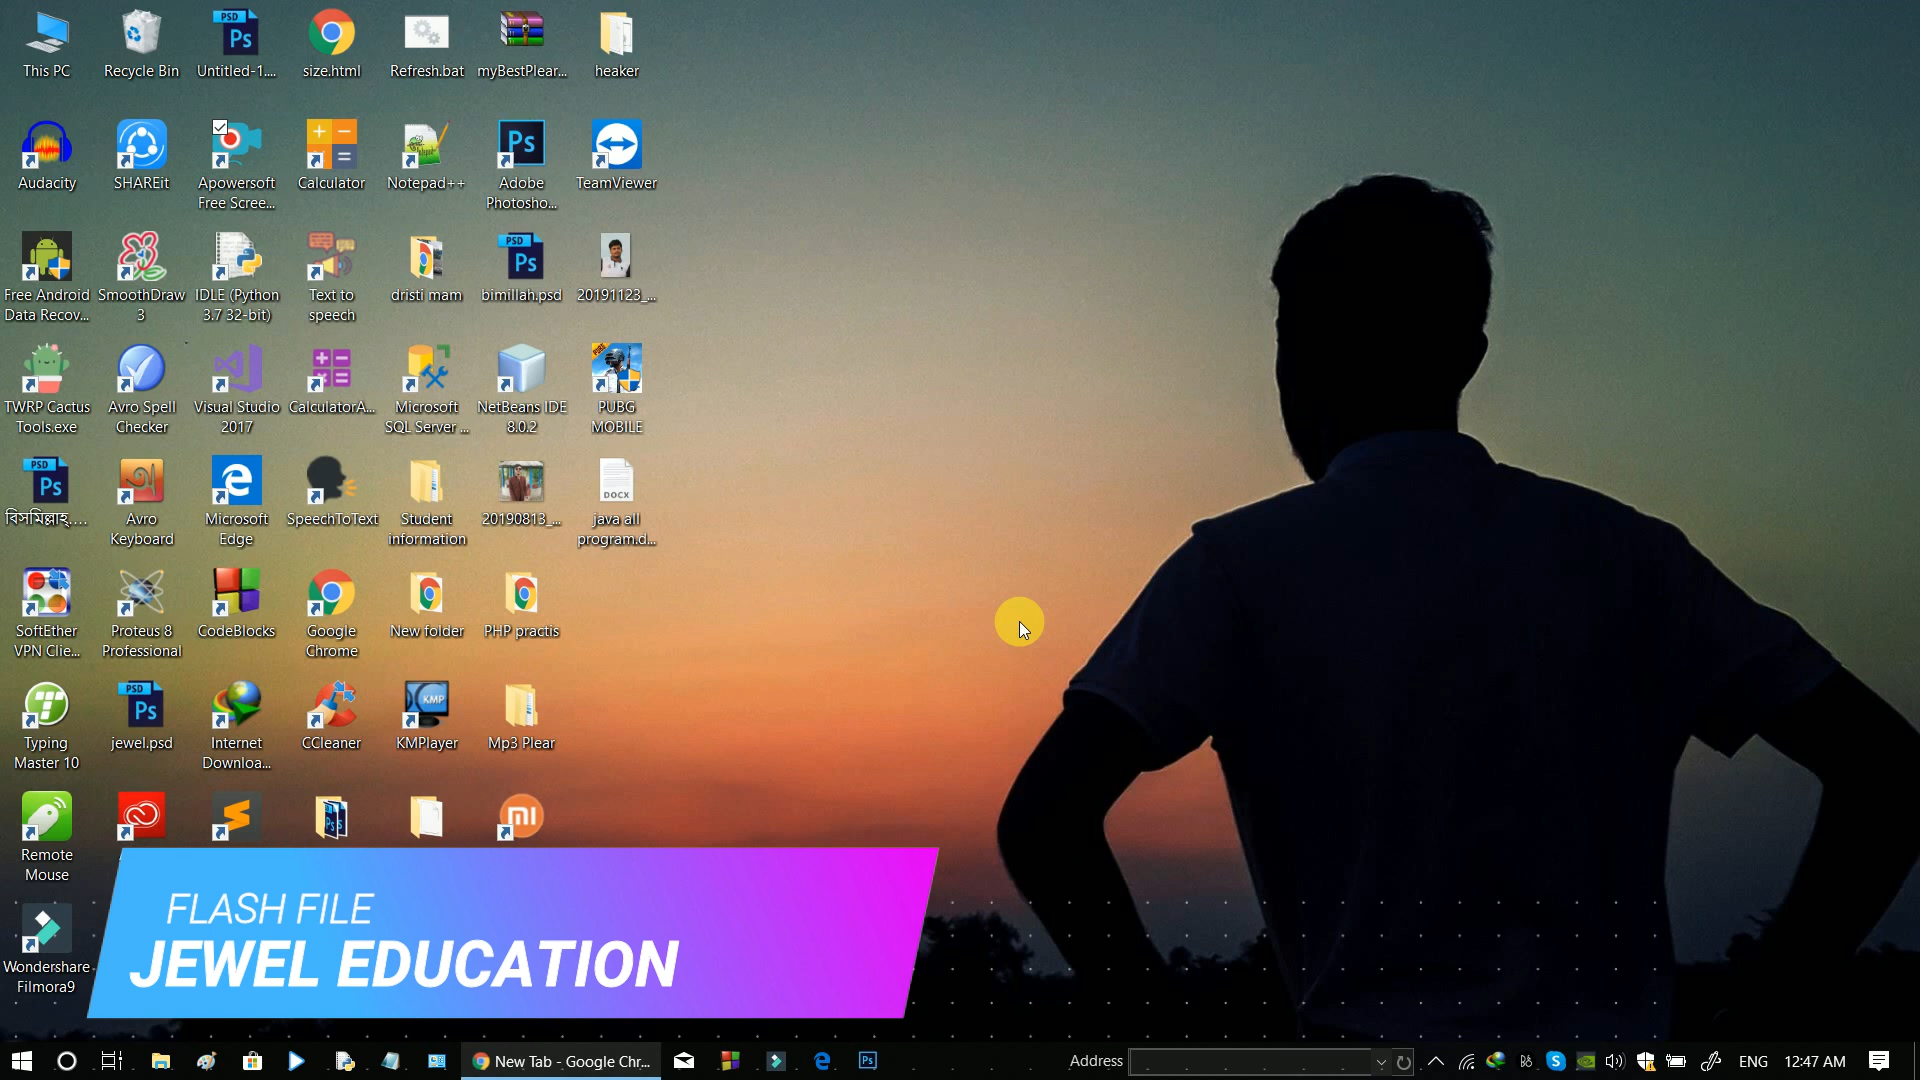 This PC
Recycle Bin
Untitled-1....
size.html
Refresh.bat
myBestPlear...
heaker
Audacity
SHAREit
Apowersoft
Free Scree...
Calculator
Notepad++
Adobe
Photosho...
TeamViewer
Free Android
Data Recov...
SmoothDraw
3
IDLE (Python
3.7 32-bit)
Text to
speech
dristi mam
bimillah.psd
20191123_...
TWRP Cactus
Tools.exe
Avro Spell
Checker
Visual Studio
2017
CalculatorA...
Microsoft
SQL Server ...
NetBeans IDE
8.0.2
PUBG
MOBILE
বিসমিল্লাহ্....
Avro
Keyboard
Microsoft
Edge
SpeechToText
Student
information
20190813_...
java all
program.d...
SoftEther
VPN Clie...
Proteus 8
Professional
CodeBlocks
Google
Chrome
New folder
PHP practis
Typing
Master 10
jewel.psd
Internet
Downloa...
CCleaner
KMPlayer
Mp3 Plear
Remote
Mouse
Wondershare
Filmora9
FLASH FILE
JEWEL EDUCATION
New Tab - Google Chr...
Address
ENG
12:47 AM